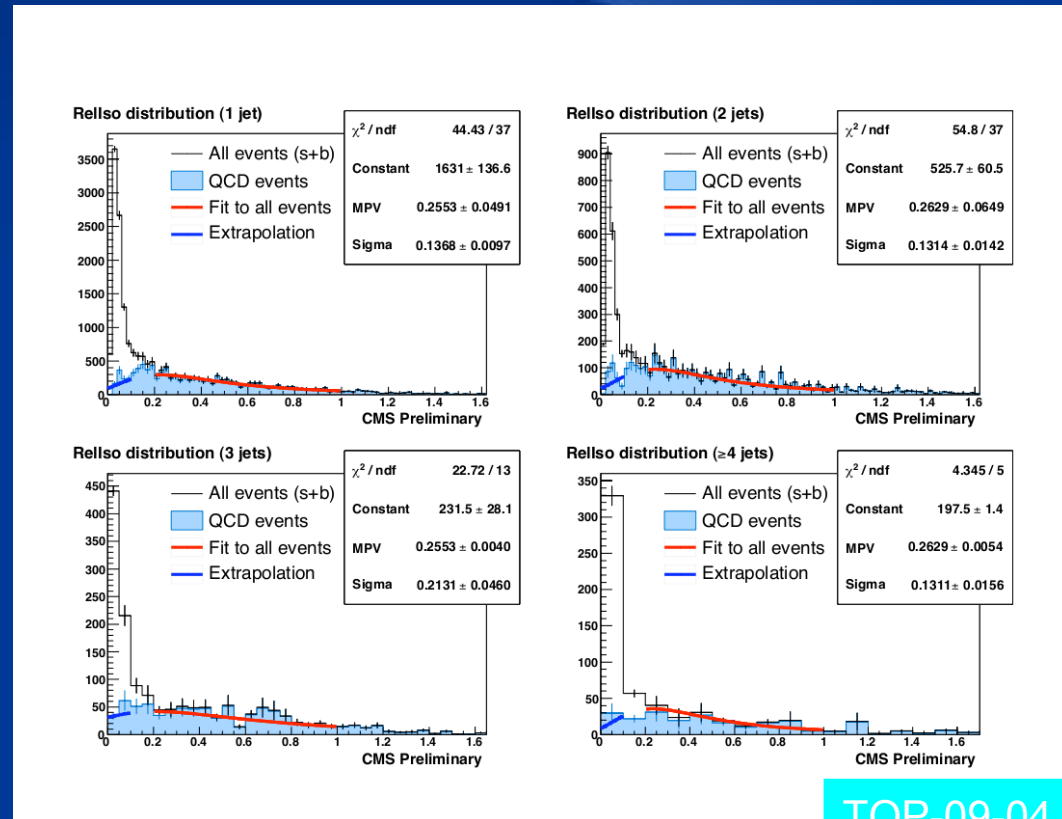 RelIso distribution (1 jet)
χ² / ndf 44.43 / 37
Constant 1631 ± 136.6
MPV 0.2553 ± 0.0491
Sigma 0.1368 ± 0.0097
All events (s+b)
QCD events
Fit to all events
Extrapolation
3500
3000
2500
2000
1500
1000
500
0
0 0.2 0.4 0.6 0.8 1 1.2 1.4 1.6
CMS Preliminary
RelIso distribution (2 jets)
χ² / ndf 54.8 / 37
Constant 525.7 ± 60.5
MPV 0.2629 ± 0.0649
Sigma 0.1314 ± 0.0142
All events (s+b)
QCD events
Fit to all events
Extrapolation
900
800
700
600
500
400
300
200
100
0
0 0.2 0.4 0.6 0.8 1 1.2 1.4 1.6
CMS Preliminary
RelIso distribution (3 jets)
χ² / ndf 22.72 / 13
Constant 231.5 ± 28.1
MPV 0.2553 ± 0.0040
Sigma 0.2131 ± 0.0460
All events (s+b)
QCD events
Fit to all events
Extrapolation
450
400
350
300
250
200
150
100
50
0
0 0.2 0.4 0.6 0.8 1 1.2 1.4 1.6
CMS Preliminary
RelIso distribution (≥4 jets)
χ² / ndf 4.345 / 5
Constant 197.5 ± 1.4
MPV 0.2629 ± 0.0054
Sigma 0.1311± 0.0156
All events (s+b)
QCD events
Fit to all events
Extrapolation
350
300
250
200
150
100
50
0
0 0.2 0.4 0.6 0.8 1 1.2 1.4 1.6
CMS Preliminary
TOP-09-04